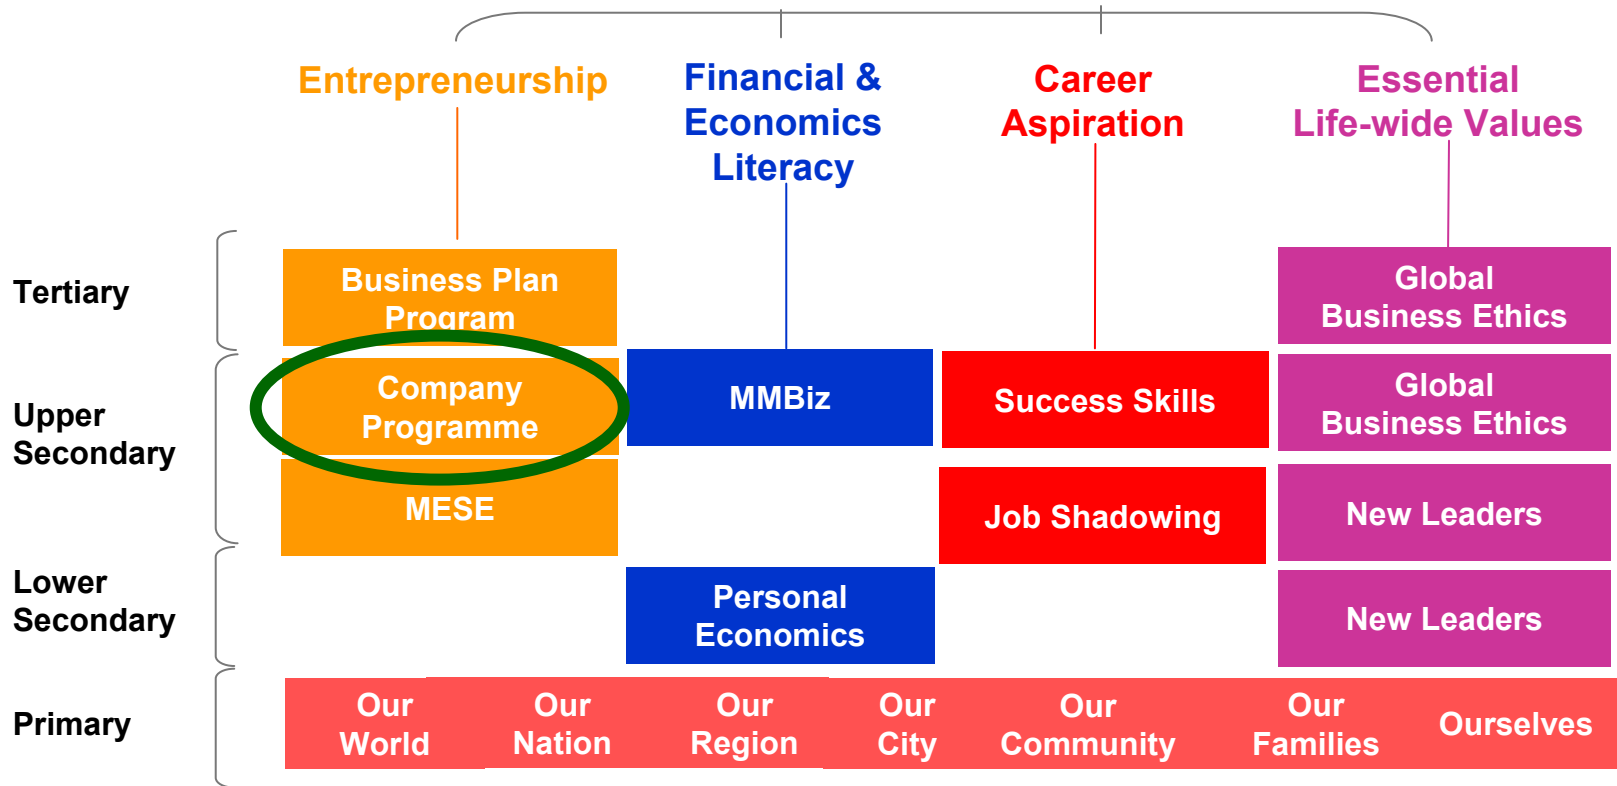 Entrepreneurship
Financial &
Economics
Literacy
Career
Aspiration
Essential
Life-wide Values
Tertiary
Business Plan
Program
Global
Business Ethics
Upper
Secondary
Company
Programme
MMBiz
Success Skills
Global
Business Ethics
MESE
Job Shadowing
New Leaders
Lower
Secondary
Personal
Economics
New Leaders
Primary
Our
World
Our
Nation
Our
Region
Our
City
Our
Community
Our
Families
Ourselves